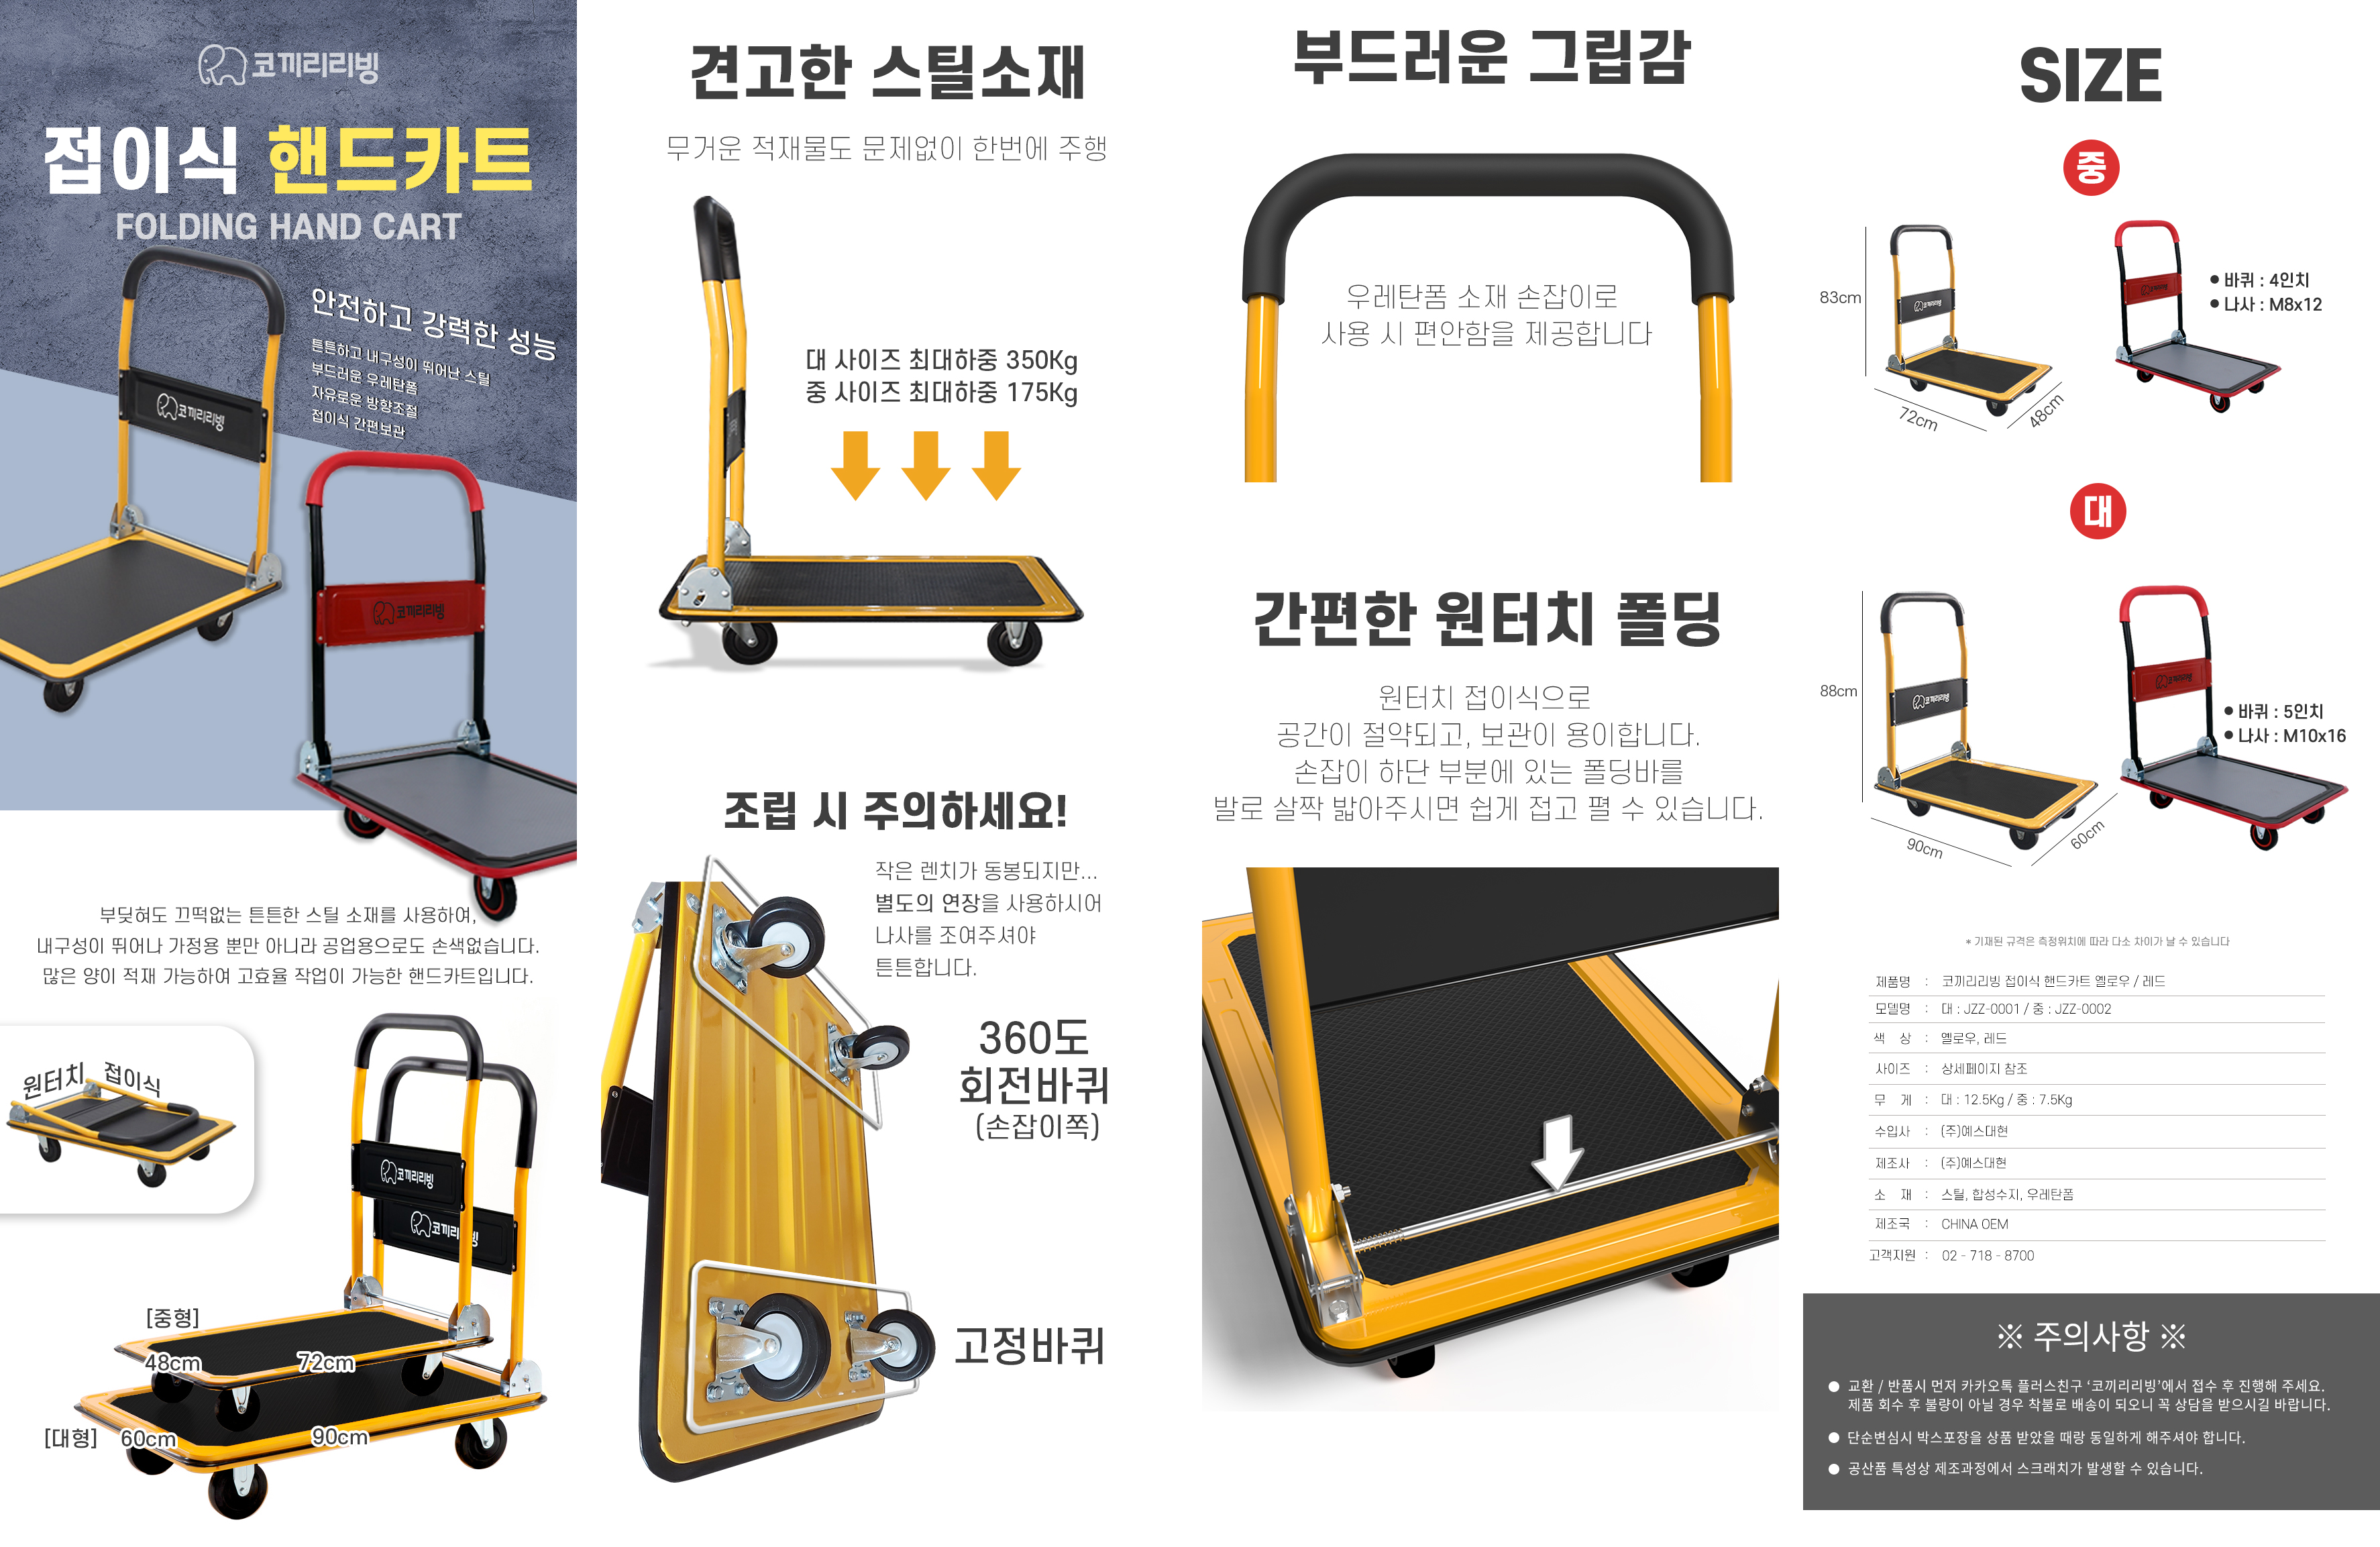 코끼리리빙
접이식 핸드카트
FOLDING HAND CART
안전하고 강력한 성능
튼튼하고 내구성이 뛰어난 스틸
부드러운 우레탄폼
자유로운 방향조절
접이식 간편보관
코끼리리빙
코끼리리빙
부딪혀도 끄떡없는 튼튼한 스틸 소재를 사용하여,
내구성이 뛰어나 가정용 뿐만 아니라 공업용으로도 손색없습니다.
많은 양이 적재 가능하여 고효율 작업이 가능한 핸드카트입니다.
원터치 접이식
코끼리리빙
코끼리리빙
[중형]
48cm 72cm
[대형] 60cm 90cm
견고한 스틸소재
무거운 적재물도 문제없이 한번에 주행
대 사이즈 최대하중 350Kg
중 사이즈 최대하중 175Kg
조립 시 주의하세요!
작은 렌치가 동봉되지만...
별도의 연장을 사용하시어
나사를 조여주셔야
튼튼합니다.
360도
회전바퀴
(손잡이쪽)
고정바퀴
부드러운 그립감
우레탄폼 소재 손잡이로
사용 시 편안함을 제공합니다
간편한 원터치 폴딩
원터치 접이식으로
공간이 절약되고, 보관이 용이합니다.
손잡이 하단 부분에 있는 폴딩바를
발로 살짝 밟아주시면 쉽게 접고 펼 수 있습니다.
SIZE
중
83cm
코끼리리빙
코끼리리빙
● 바퀴 : 4인치
● 나사 : M8x12
72cm
48cm
대
88cm
코끼리리빙
코끼리리빙
● 바퀴 : 5인치
● 나사 : M10x16
90cm
60cm
* 기재된 규격은 측정위치에 따라 다소 차이가 날 수 있습니다
제품명 : 코끼리리빙 접이식 핸드카트 옐로우 / 레드
모델명 : 대 : JZZ-0001 / 중 : JZZ-0002
색 상 : 옐로우, 레드
사이즈 : 상세페이지 참조
무 게 : 대 : 12.5Kg / 중 : 7.5Kg
수입사 : (주)예스대현
제조사 : (주)예스대현
소 재 : 스틸, 합성수지, 우레탄폼
제조국 : CHINA OEM
고객지원 : 02 - 718 - 8700
※ 주의사항 ※
● 교환 / 반품시 먼저 카카오톡 플러스친구 ‘코끼리리빙’에서 접수 후 진행해 주세요.
제품 회수 후 불량이 아닐 경우 착불로 배송이 되오니 꼭 상담을 받으시길 바랍니다.
● 단순변심시 박스포장을 상품 받았을 때랑 동일하게 해주셔야 합니다.
● 공산품 특성상 제조과정에서 스크래치가 발생할 수 있습니다.